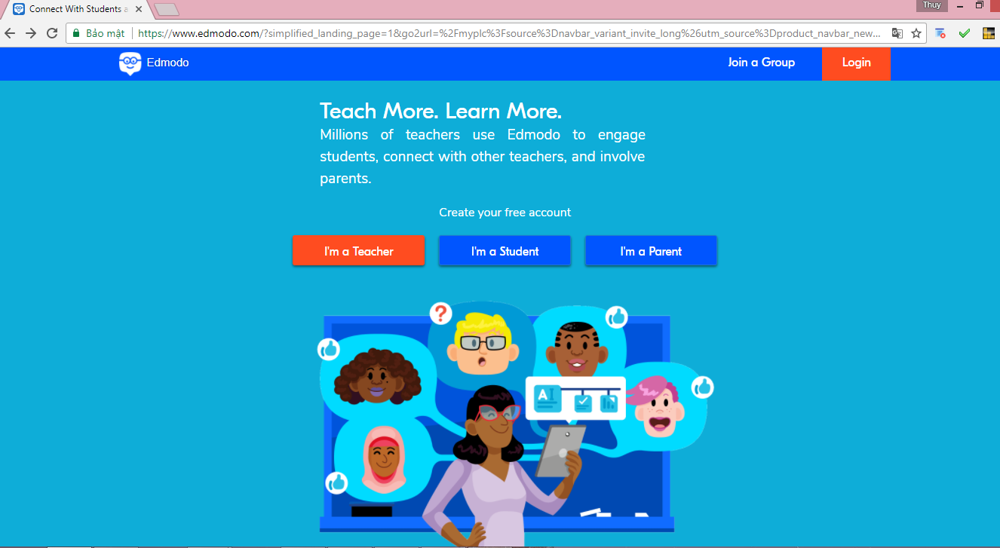 Connect With Students a
Thuy
Bảo mật
https://www.edmodo.com/?simplified_landing_page=1&go2url=%2Fmyplc%3Fsource%3Dnavbar_variant_invite_long%26utm_source%3Dproduct_navbar_new...
Edmodo
Join a Group
Login
Teach More. Learn More.
Millions of teachers use Edmodo to engage
students, connect with other teachers, and involve
parents.
Create your free account
I'm a Teacher
I'm a Student
I'm a Parent
?
A